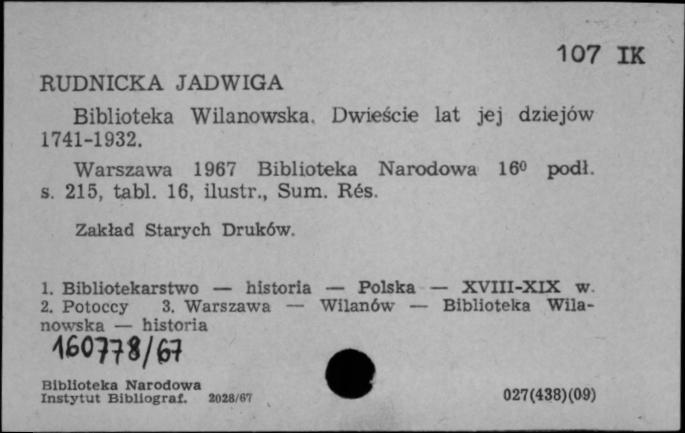 107 IK
RUDNICKA JADWIGA
Biblioteka Wilanowska. Dwieście lat jej dziejów
1741-1932.
Warszawa 1967 Biblioteka Narodowa 16⁰ podł.
s. 215, tabl. 16, ilustr., Sum. Rés.
Zakład Starych Druków.
1. Bibliotekarstwo — historia — Polska — XVIII-XIX w.
2. Potoccy 3. Warszawa — Wilanów — Biblioteka Wila-
nowska — historia
160778/67
Biblioteka Narodowa
Instytut Bibliograf. 2028/67
027(438)(09)